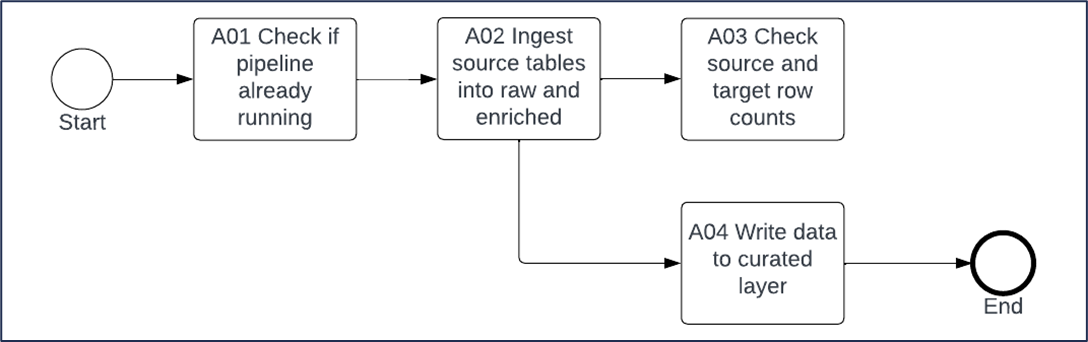 A01 Check if
pipeline
already
running
A02 Ingest
source tables
into raw and
enriched
A03 Check
source and
target row
counts
Start
A04 Write data
to curated
layer
End